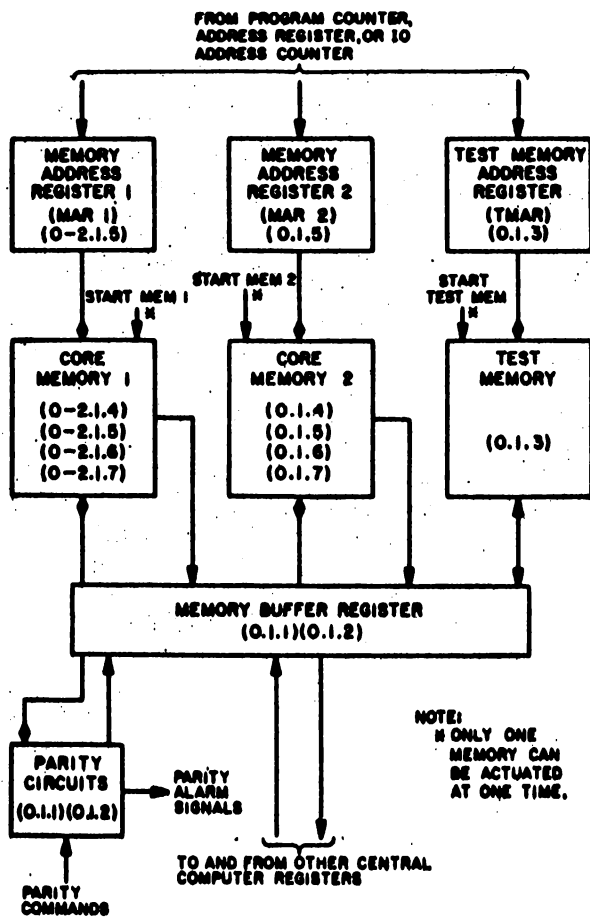 FROM PROGRAM COUNTER,
ADDRESS REGISTER, OR IO
ADDRESS COUNTER
MEMORY
ADDRESS
REGISTER 1
(MAR 1)
(0-2.1.5)
MEMORY
ADDRESS
REGISTER 2
(MAR 2)
(0.1.5)
TEST MEMORY
ADDRESS
REGISTER
(TMAR)
(0.1.3)
START MEM 1
*
START MEM 2
*
START
TEST MEM
*
CORE
MEMORY 1
(0-2.1.4)
(0-2.1.5)
(0-2.1.6)
(0-2.1.7)
CORE
MEMORY 2
(0.1.4)
(0.1.5)
(0.1.6)
(0.1.7)
TEST
MEMORY
(0.1.3)
MEMORY BUFFER REGISTER
(0.1.1)(0.1.2)
PARITY
CIRCUITS
(0.1.1)(0.1.2)
PARITY
ALARM
SIGNALS
PARITY
COMMANDS
TO AND FROM OTHER CENTRAL
COMPUTER REGISTERS
NOTE:
* ONLY ONE
MEMORY CAN
BE ACTUATED
AT ONE TIME.